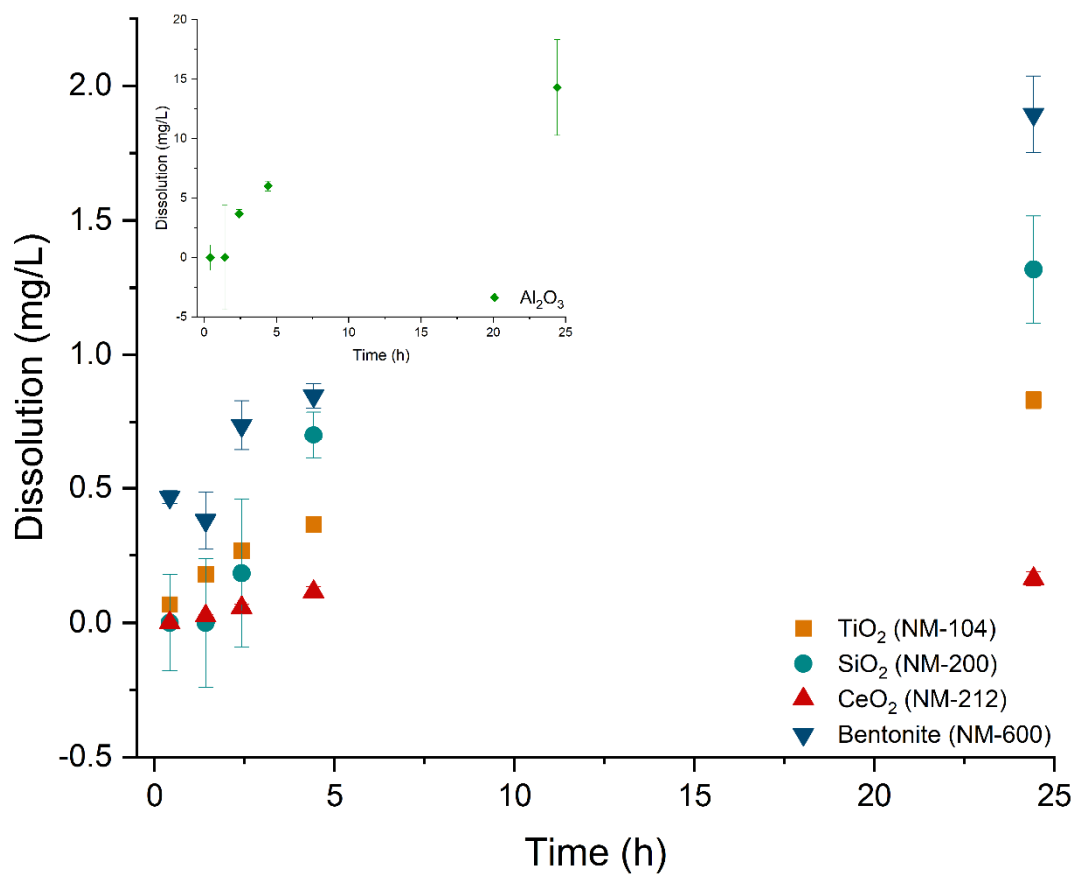 20
15
10
5
0
-5
Dissolution (mg/L)
Al₂O₃
0 5 10 15 20 25
Time (h)
2.0
1.5
1.0
0.5
0.0
-0.5
Dissolution (mg/L)
TiO₂ (NM-104)
SiO₂ (NM-200)
CeO₂ (NM-212)
Bentonite (NM-600)
0 5 10 15 20 25
Time (h)